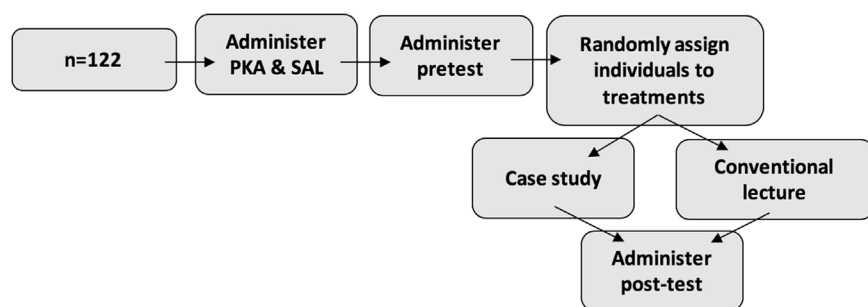 n=122
Administer
PKA & SAL
Administer
pretest
Randomly assign
individuals to
treatments
Case study
Conventional
lecture
Administer
post-test